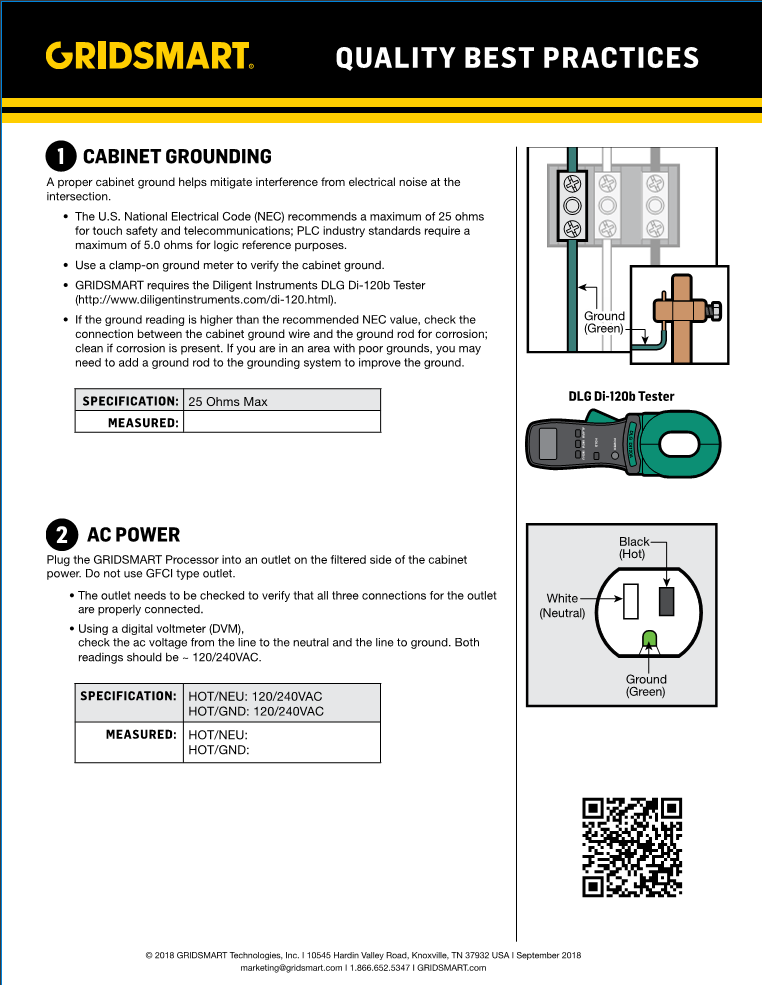 GRIDSMART®
QUALITY BEST PRACTICES
1 CABINET GROUNDING
A proper cabinet ground helps mitigate interference from electrical noise at the
intersection.
• The U.S. National Electrical Code (NEC) recommends a maximum of 25 ohms
for touch safety and telecommunications; PLC industry standards require a
maximum of 5.0 ohms for logic reference purposes.
• Use a clamp-on ground meter to verify the cabinet ground.
• GRIDSMART requires the Diligent Instruments DLG Di-120b Tester
(http://www.diligentinstruments.com/di-120.html).
• If the ground reading is higher than the recommended NEC value, check the
connection between the cabinet ground wire and the ground rod for corrosion;
clean if corrosion is present. If you are in an area with poor grounds, you may
need to add a ground rod to the grounding system to improve the ground.
SPECIFICATION: 25 Ohms Max
MEASURED:
Ground
(Green)
DLG Di-120b Tester
2 AC POWER
Plug the GRIDSMART Processor into an outlet on the filtered side of the cabinet
power. Do not use GFCI type outlet.
• The outlet needs to be checked to verify that all three connections for the outlet
are properly connected.
• Using a digital voltmeter (DVM),
check the ac voltage from the line to the neutral and the line to ground. Both
readings should be ~ 120/240VAC.
SPECIFICATION: HOT/NEU: 120/240VAC
HOT/GND: 120/240VAC
MEASURED: HOT/NEU:
HOT/GND:
Black
(Hot)
White
(Neutral)
Ground
(Green)
© 2018 GRIDSMART Technologies, Inc. I 10545 Hardin Valley Road, Knoxville, TN 37932 USA I September 2018
marketing@gridsmart.com I 1.866.652.5347 I GRIDSMART.com